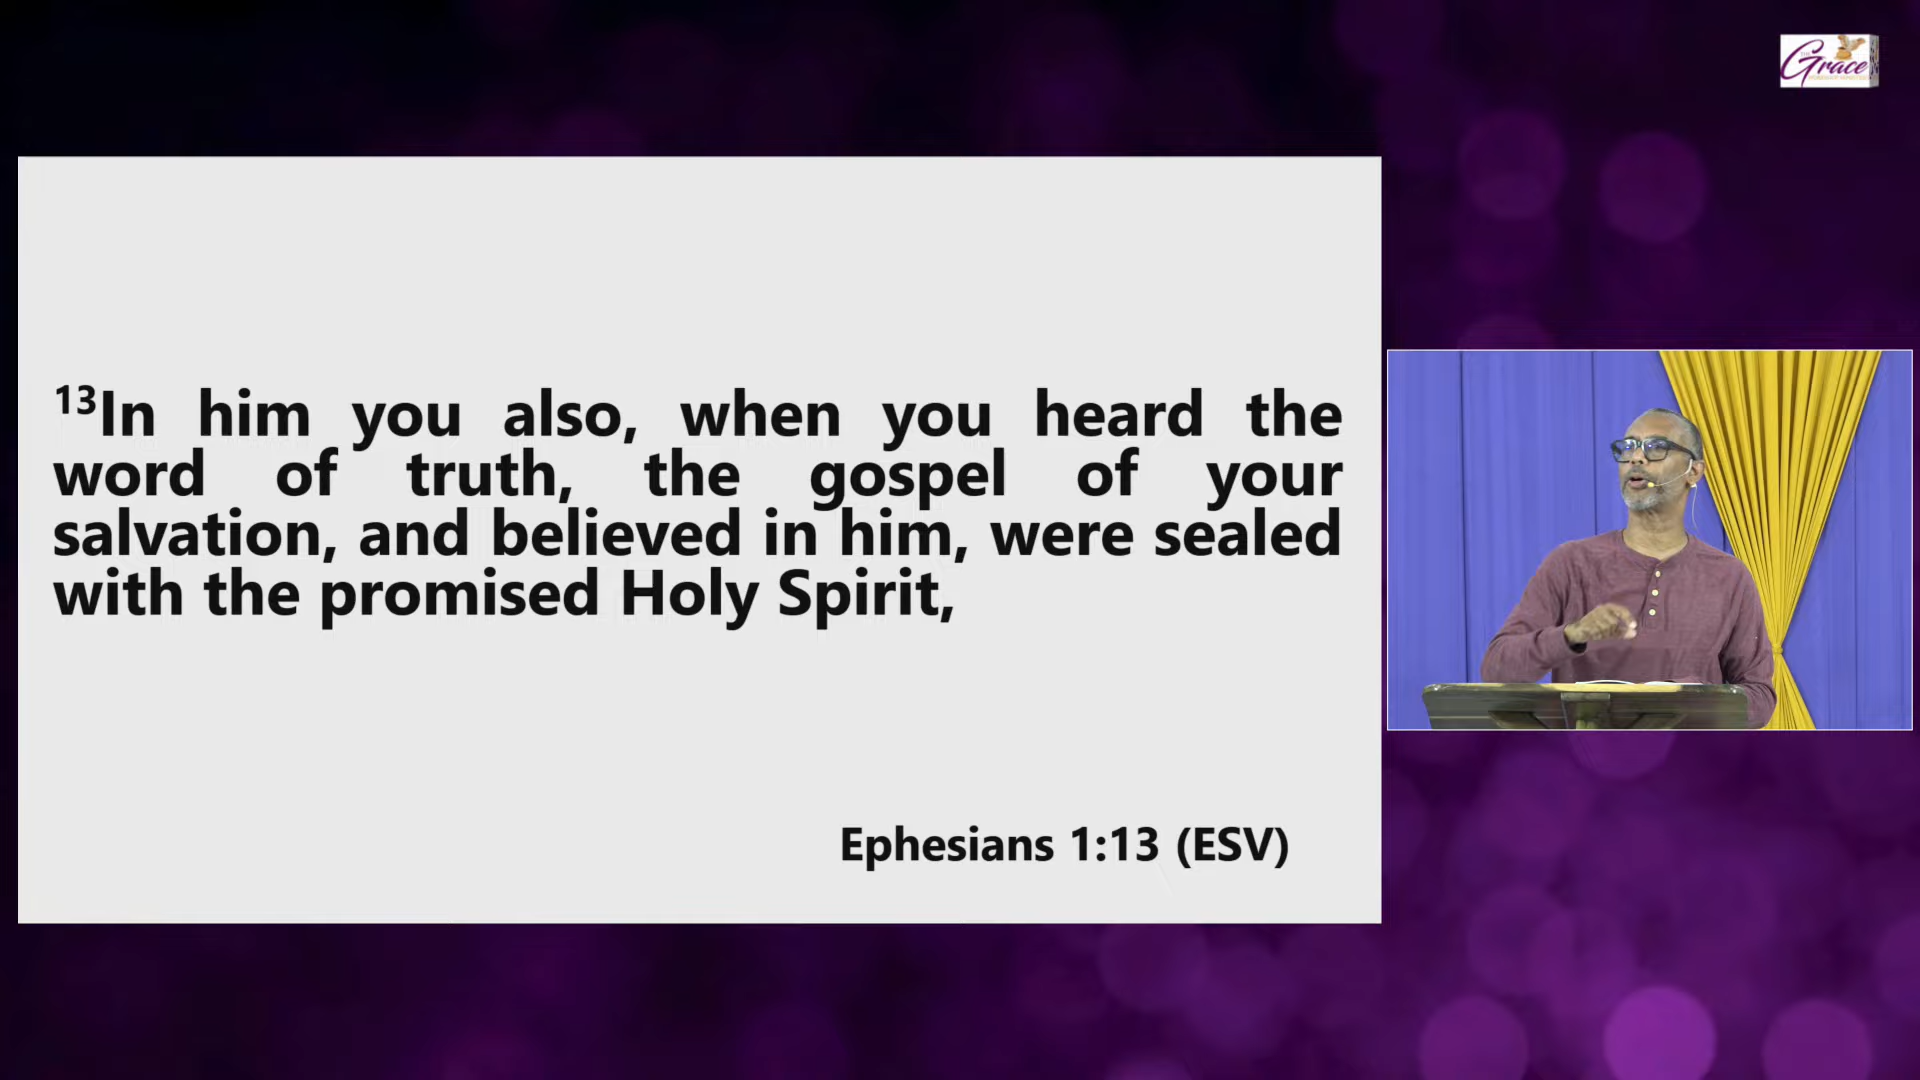 Grace
¹³In him you also, when you heard the
word of truth, the gospel of your
salvation, and believed in him, were sealed
with the promised Holy Spirit,
Ephesians 1:13 (ESV)